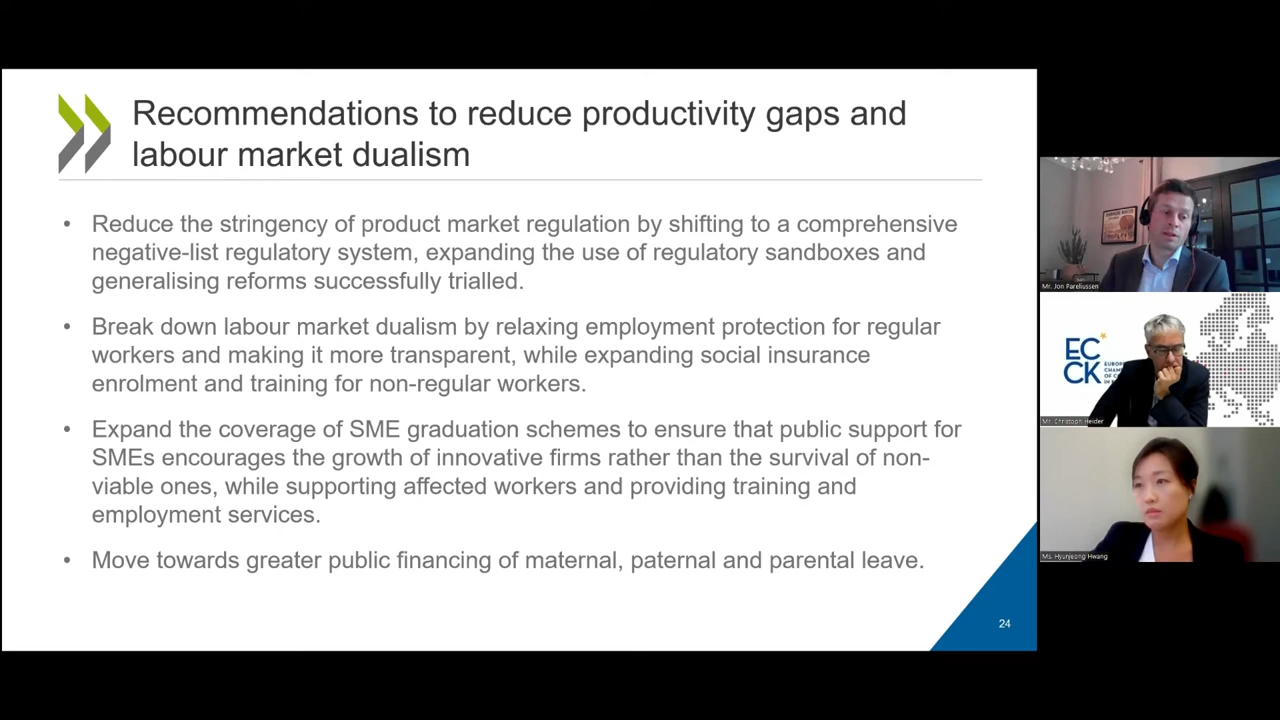 Recommendations to reduce productivity gaps and
labour market dualism
• Reduce the stringency of product market regulation by shifting to a comprehensive
negative-list regulatory system, expanding the use of regulatory sandboxes and
generalising reforms successfully trialled.
• Break down labour market dualism by relaxing employment protection for regular
workers and making it more transparent, while expanding social insurance
enrolment and training for non-regular workers.
• Expand the coverage of SME graduation schemes to ensure that public support for
SMEs encourages the growth of innovative firms rather than the survival of non-
viable ones, while supporting affected workers and providing training and
employment services.
• Move towards greater public financing of maternal, paternal and parental leave.
24
Mr. Jon Pareliussen
EC
CK
Mr. Christoph Heider
Ms. Hyunjeong Hwang